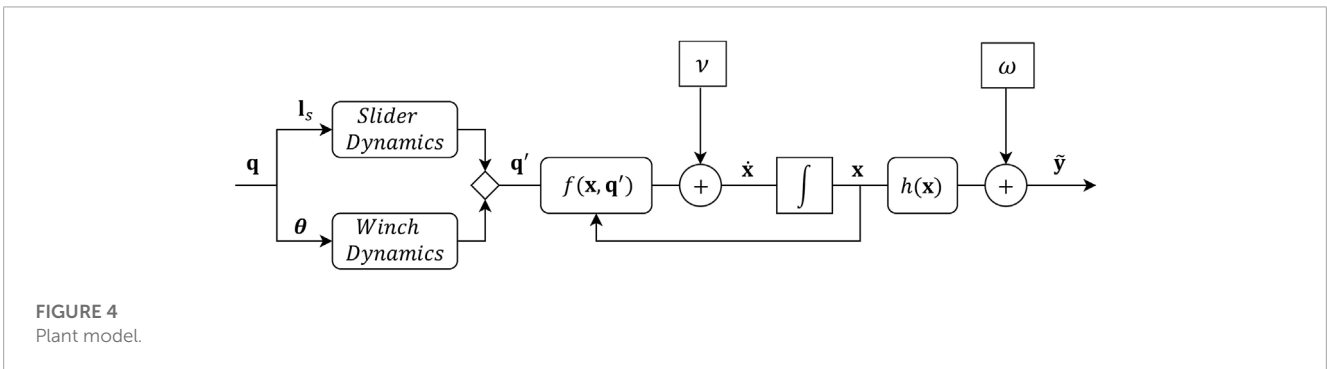 q
l_s
Slider
Dynamics
θ
Winch
Dynamics
q′
f(x, q′)
ν
+
ẋ
∫
x
h(x)
ω
+
ỹ
FIGURE 4
Plant model.